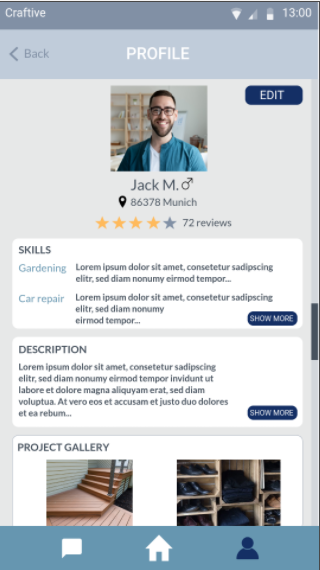 Craftive 13:00
Back PROFILE
EDIT
Jack M.
86378 Munich
72 reviews
SKILLS
Gardening Lorem ipsum dolor sit amet, consetetur sadipscing
elitr, sed diam nonumy eirmod tempor...
Car repair Lorem ipsum dolor sit amet, consetetur sadipscing
elitr, sed diam nonumy
eirmod tempor...
SHOW MORE
DESCRIPTION
Lorem ipsum dolor sit amet, consetetur sadipscing
elitr, sed diam nonumy eirmod tempor invidunt ut
labore et dolore magna aliquyam erat, sed diam
voluptua. At vero eos et accusam et justo duo dolores
et ea rebum...
SHOW MORE
PROJECT GALLERY